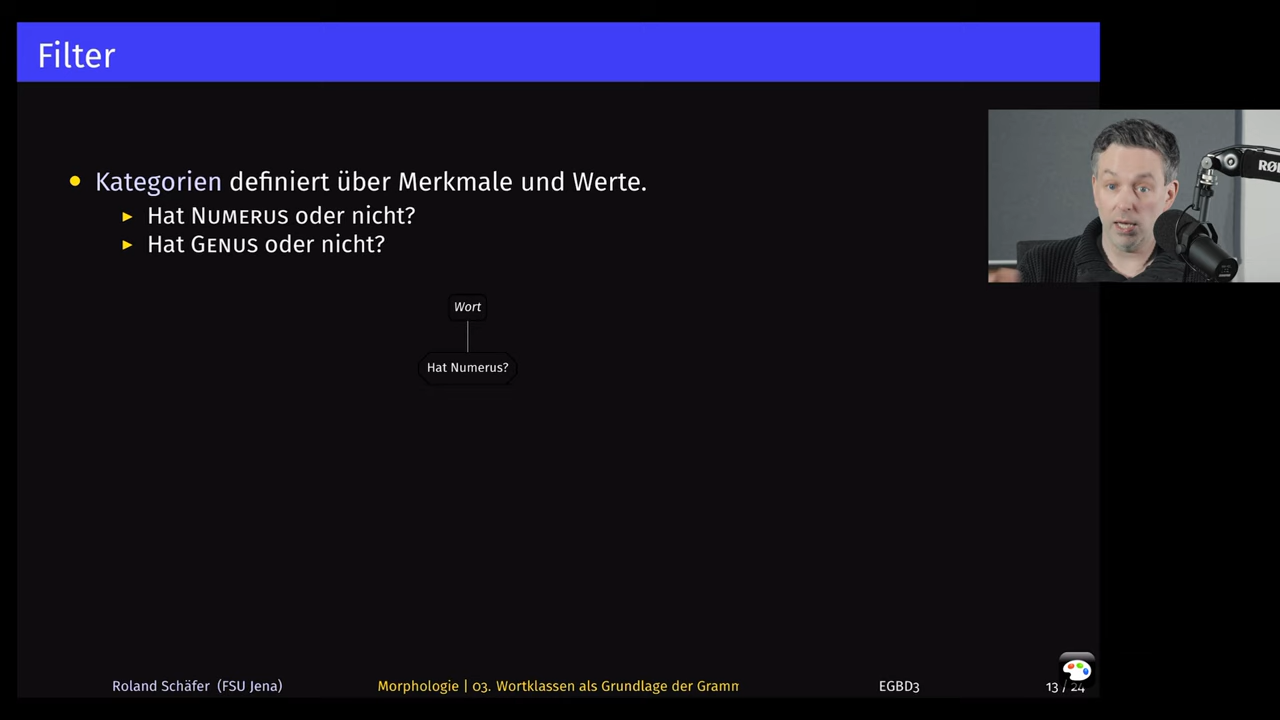 Filter
Kategorien definiert über Merkmale und Werte.
Hat NUMERUS oder nicht?
Hat GENUS oder nicht?
Wort
Hat Numerus?
Roland Schäfer (FSU Jena)
Morphologie | 03. Wortklassen als Grundlage der Gramm
EGBD3
13 / 24